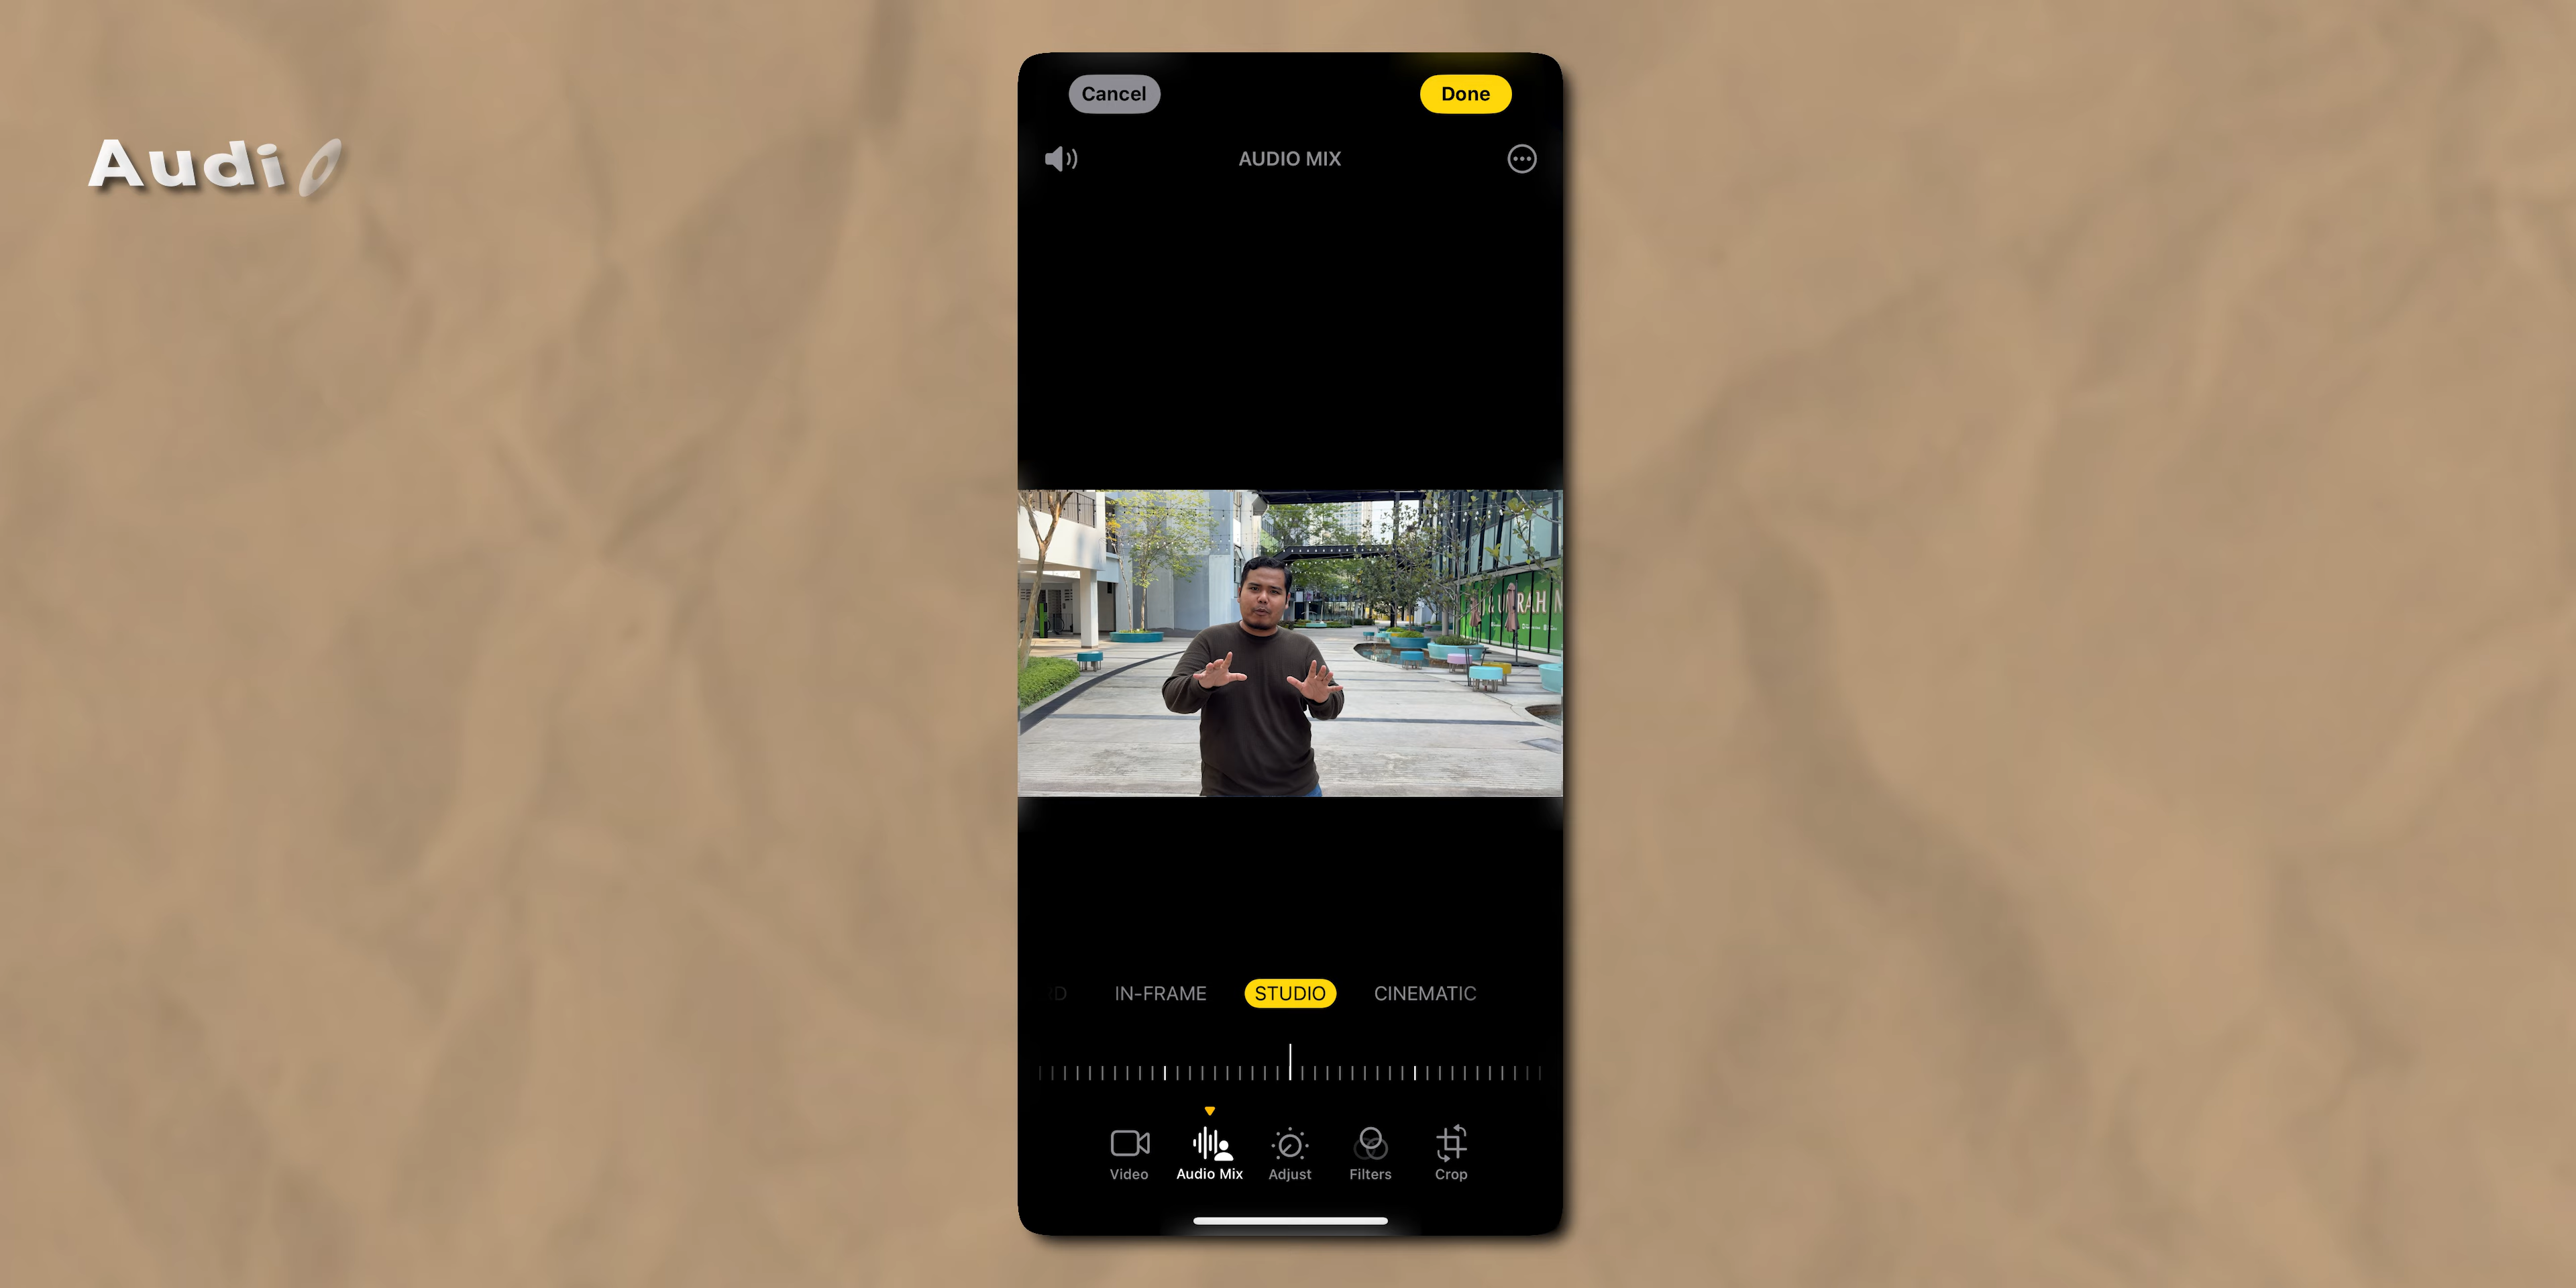 Audio
Cancel
Done
AUDIO MIX
IN-FRAME
STUDIO
CINEMATIC
Video
Audio Mix
Adjust
Filters
Crop